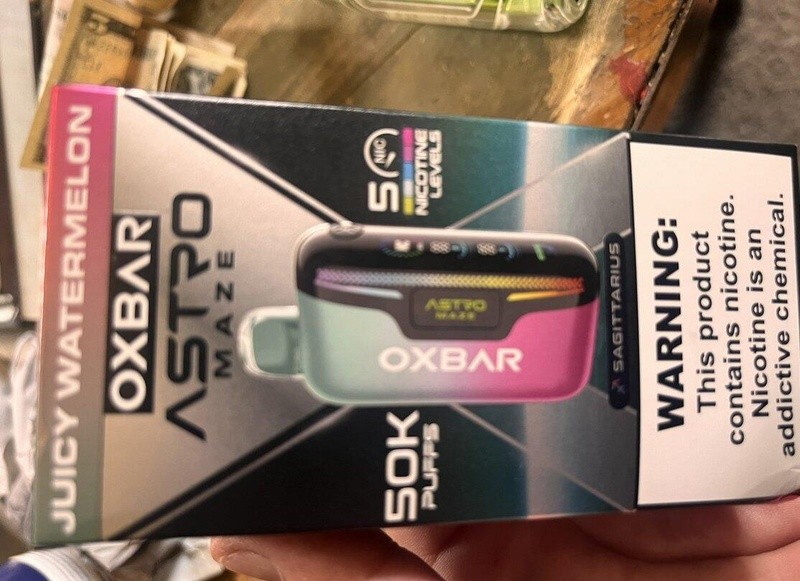 JUICY WATERMELON
OXBAR
ASTRO
MAZE
5
NIC
NICOTINE
LEVELS
ASTRO
MAZE
OXBAR
50K
PUFFS
SAGITTARIUS
WARNING:
This product
contains nicotine.
Nicotine is an
addictive chemical.